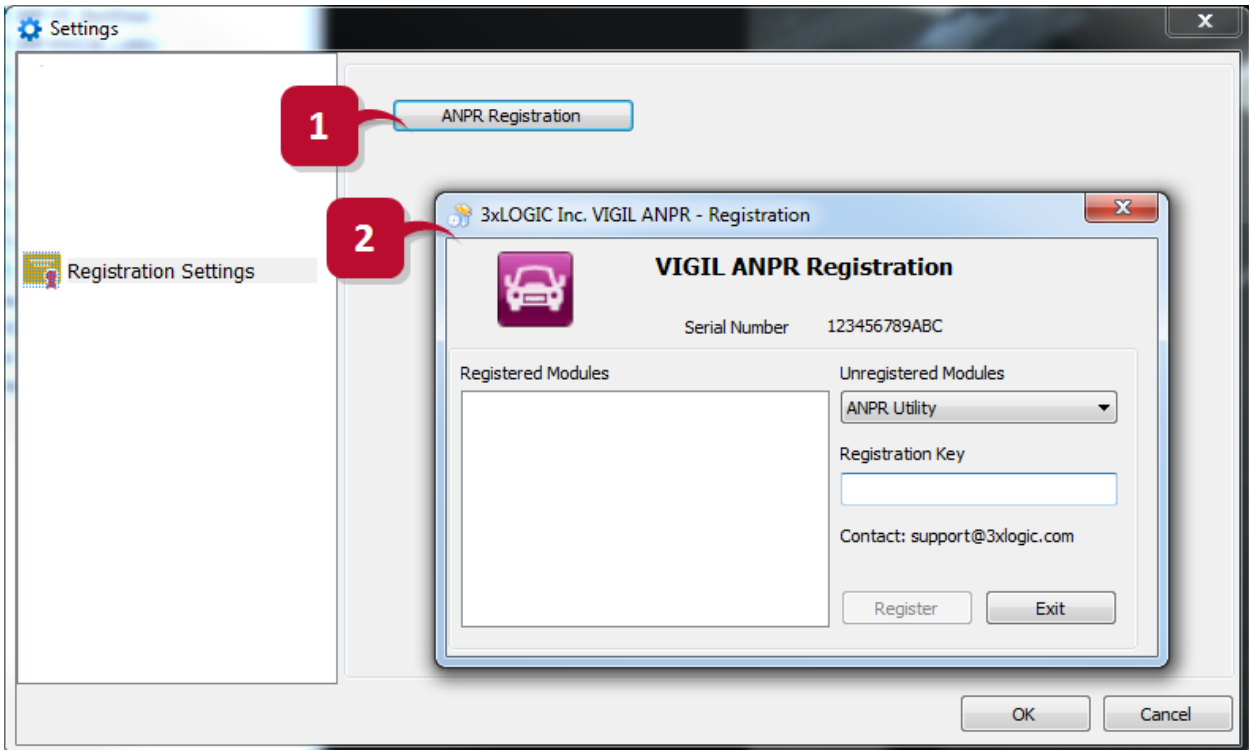 Settings
1
ANPR Registration
2
3xLOGIC Inc. VIGIL ANPR - Registration
VIGIL ANPR Registration
Registration Settings
Serial Number 123456789ABC
Registered Modules
Unregistered Modules
ANPR Utility
Registration Key
Contact: support@3xlogic.com
Register
Exit
OK
Cancel